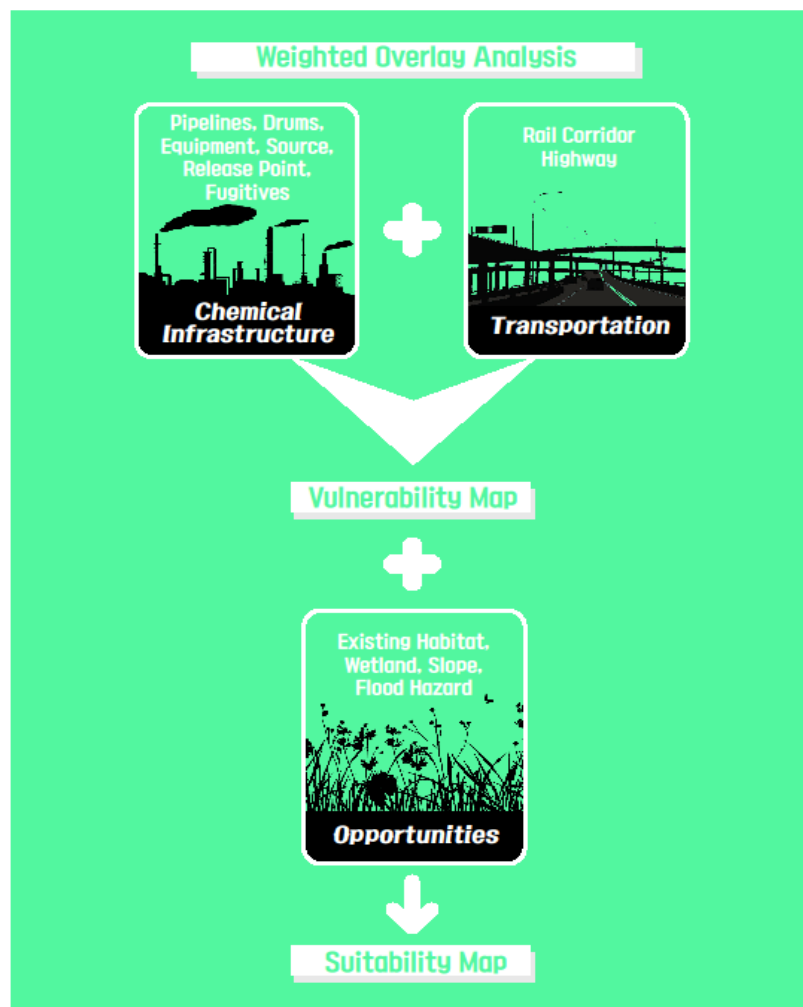 Weighted Overlay Analysis
Pipelines, Drums,
Equipment, Source,
Release Point,
Fugitives
Chemical
Infrastructure
Rail Corridor
Highway
Transportation
Vulnerability Map
Existing Habitat,
Wetland, Slope,
Flood Hazard
Opportunities
Suitability Map